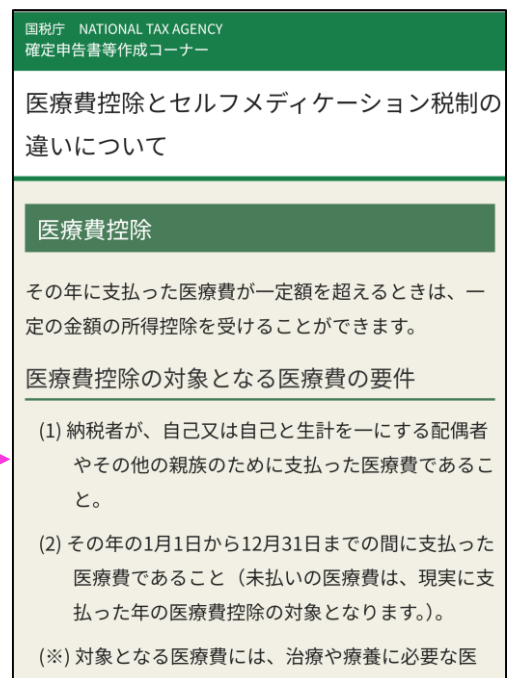 国税庁 NATIONAL TAX AGENCY
確定申告書等作成コーナー
医療費控除とセルフメディケーション税制の
違いについて
医療費控除
その年に支払った医療費が一定額を超えるときは、一
定の金額の所得控除を受けることができます。
医療費控除の対象となる医療費の要件
(1) 納税者が、自己又は自己と生計を一にする配偶者
やその他の親族のために支払った医療費であるこ
と。
(2) その年の1月1日から12月31日までの間に支払った
医療費であること（未払いの医療費は、現実に支
払った年の医療費控除の対象となります。）。
(※) 対象となる医療費には、治療や療養に必要な医